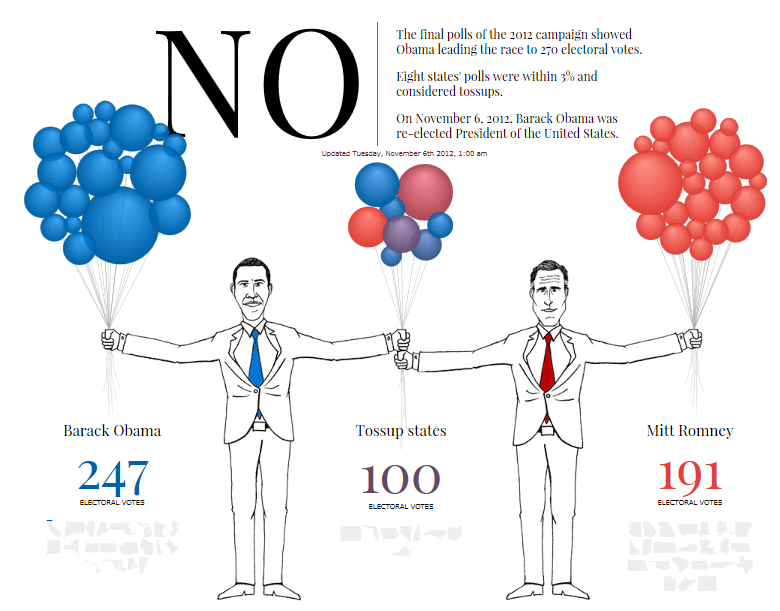 NO
The final polls of the 2012 campaign showed
Obama leading the race to 270 electoral votes.
Eight states' polls were within 3% and
considered tossups.
On November 6, 2012, Barack Obama was
re-elected President of the United States.
Updated Tuesday, November 6th 2012, 1:00 am
Barack Obama
247
ELECTORAL VOTES
Tossup states
100
ELECTORAL VOTES
Mitt Romney
191
ELECTORAL VOTES